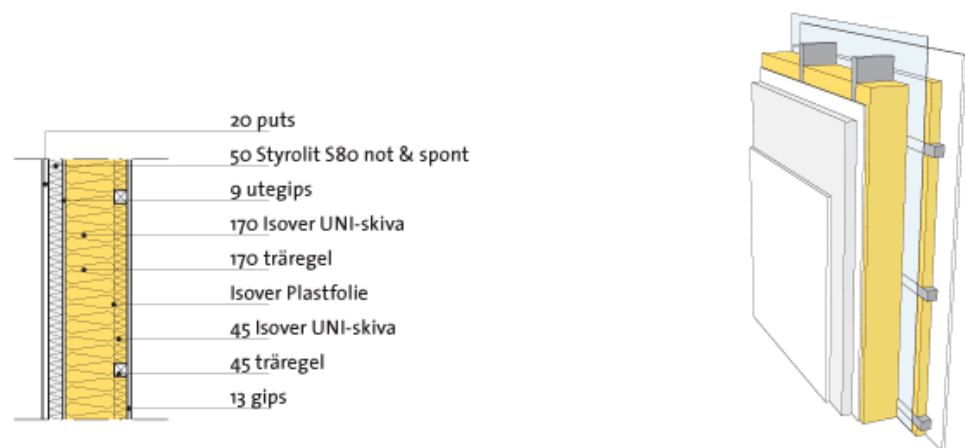 20 puts
50 Styrolit S80 not & spont
9 utegips
170 Isover UNI-skiva
170 träregel
Isover Plastfolie
45 Isover UNI-skiva
45 träregel
13 gips